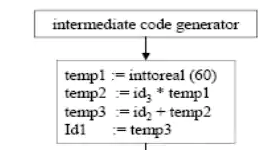 intermediate code generator
temp1 := inttoreal (60)
temp2 := id₃ * temp1
temp3 := id₂ + temp2
Id1 := temp3